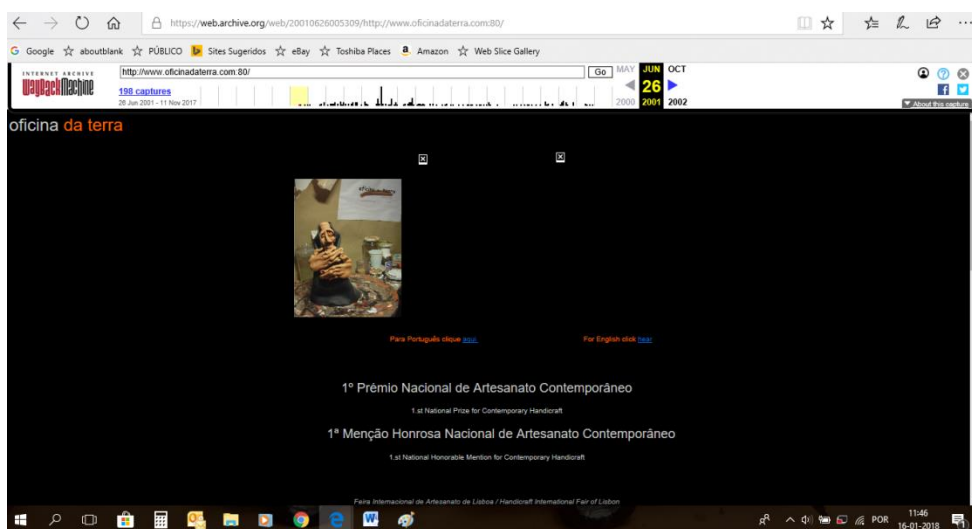 https://web.archive.org/web/20010626005309/http://www.oficinadaterra.com:80/
Google aboutblank PÚBLICO Sites Sugeridos eBay Toshiba Places Amazon Web Slice Gallery
INTERNET ARCHIVE
WayBackMachine
http://www.oficinadaterra.com:80/
Go
MAY JUN OCT
198 captures
26 Jun 2001 - 11 Nov 2017
26
2000 2001 2002
About this capture
oficina da terra
Para Português clique aqui
For English click hear
1º Prémio Nacional de Artesanato Contemporâneo
1.st National Prize for Contemporary Handicraft
1ª Menção Honrosa Nacional de Artesanato Contemporâneo
1.st National Honorable Mention for Contemporary Handicraft
Feira Internacional de Artesanato de Lisboa / Handicraft International Fair of Lisbon
POR
11:46
16-01-2018